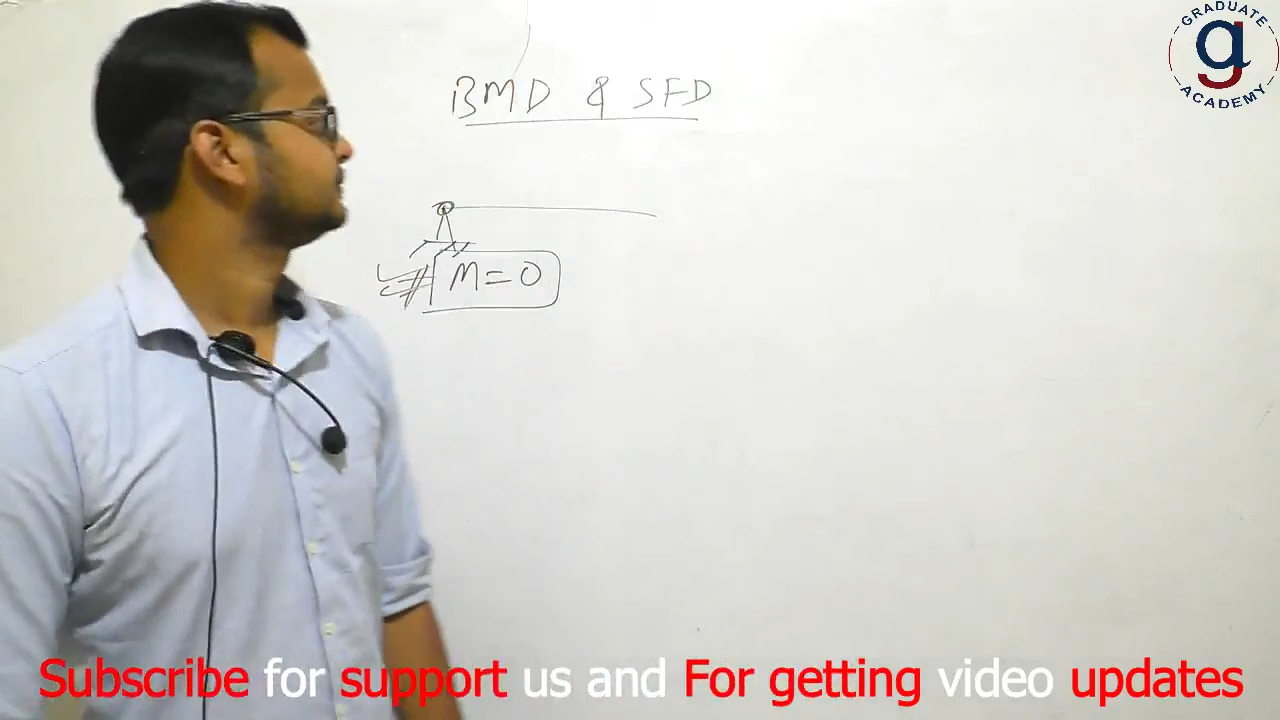 GRADUATE
g
ACADEMY
BMD & SFD
M=0
Subscribe for support us and For getting video updates